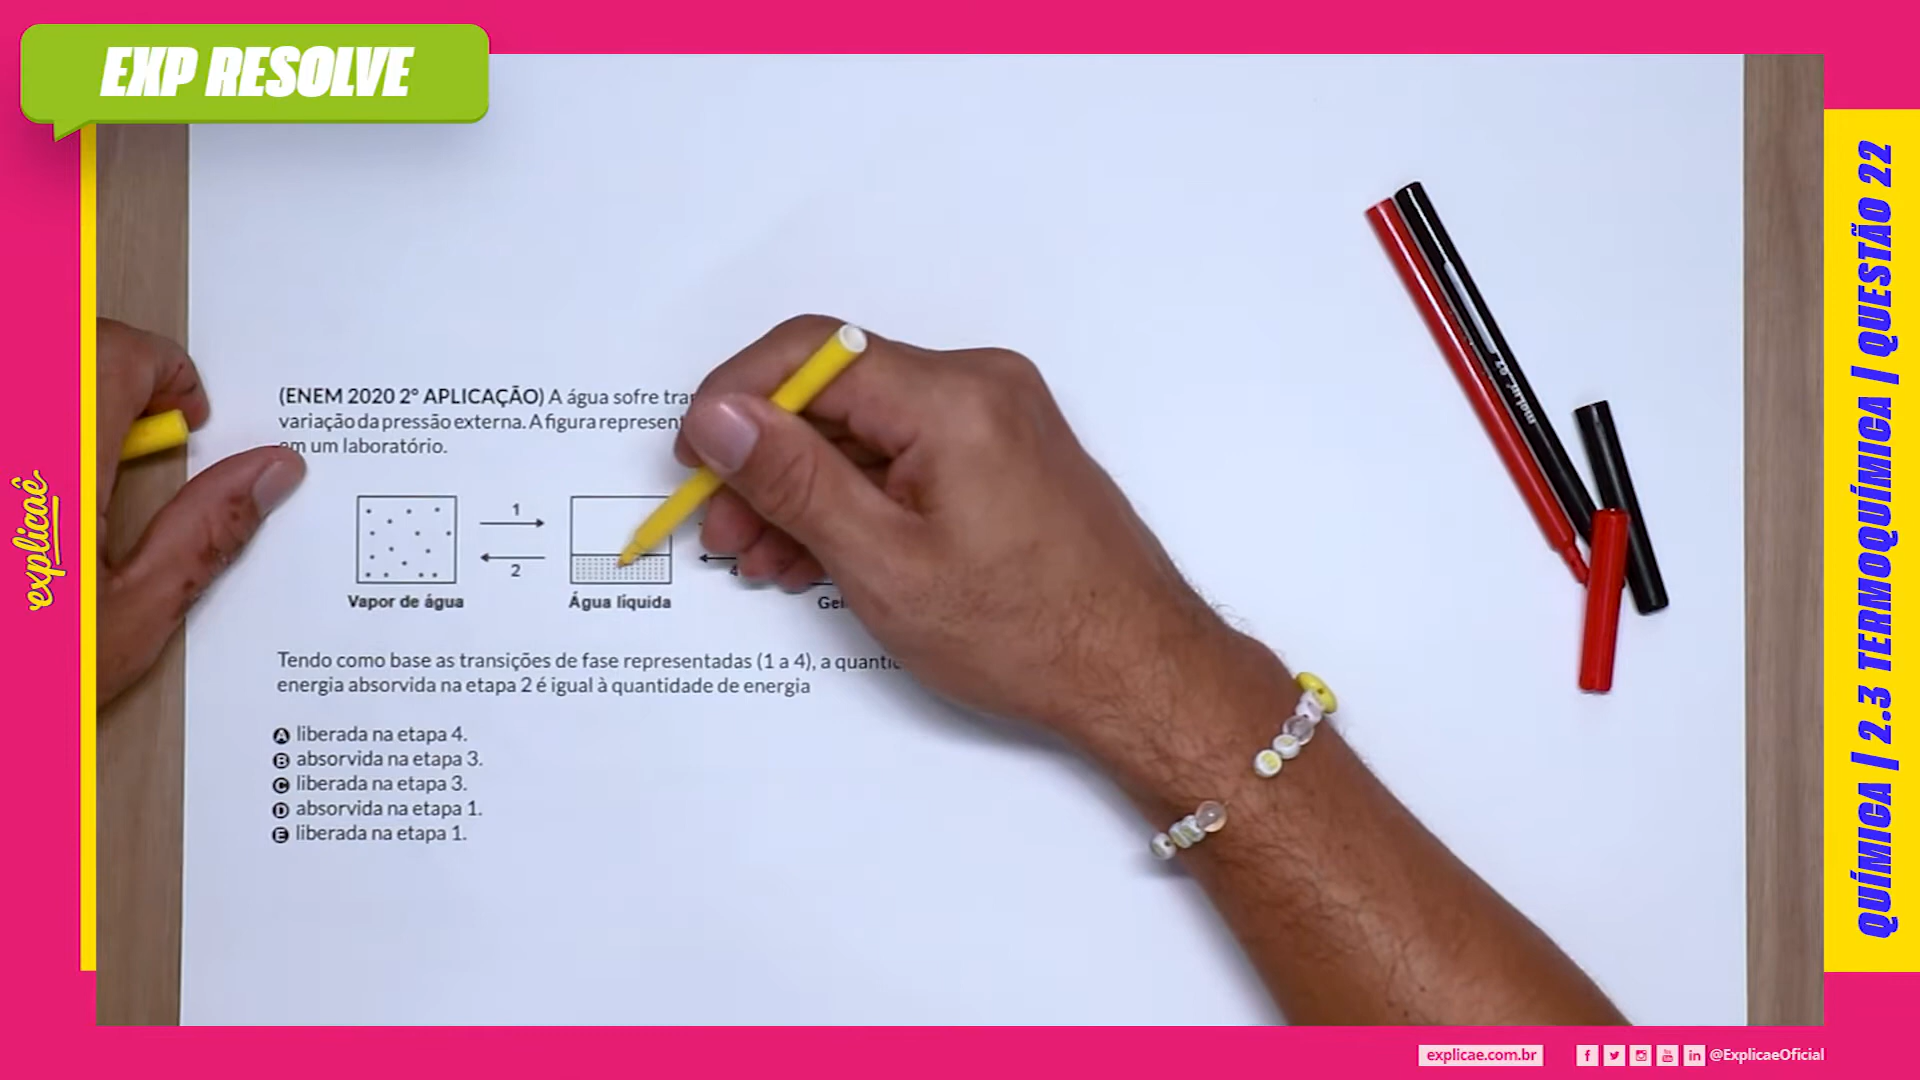 EXP RESOLVE
explicaê
(ENEM 2020 2º APLICAÇÃO) A água sofre
variação da pressão externa. A figura
em um laboratório.
1
2
4
Vapor de água
Água líquida
Tendo como base as transições de fase representadas (1 a 4), a
energia absorvida na etapa 2 é igual à quantidade de energia
A liberada na etapa 4.
B absorvida na etapa 3.
C liberada na etapa 3.
D absorvida na etapa 1.
E liberada na etapa 1.
QUÍMICA | 2.3 TERMOQUÍMICA | QUESTÃO 22
explicae.com.br
@ExplicaeOficial